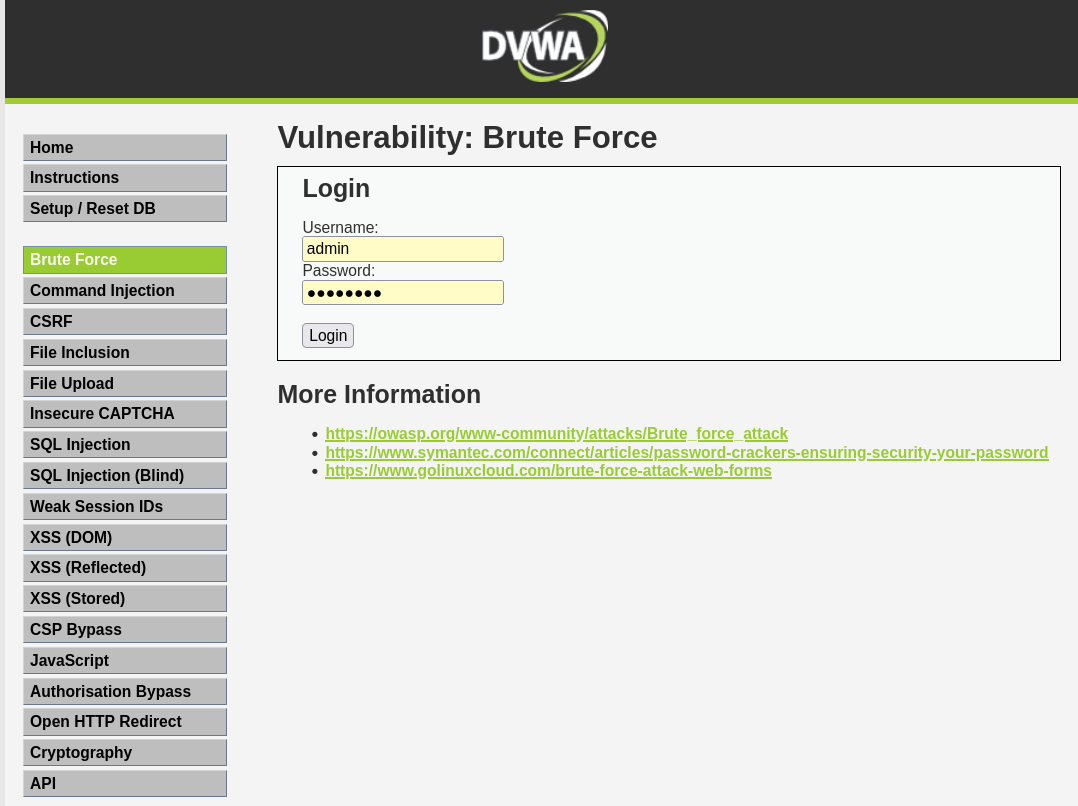 DVWA
Home
Instructions
Setup / Reset DB
Brute Force
Command Injection
CSRF
File Inclusion
File Upload
Insecure CAPTCHA
SQL Injection
SQL Injection (Blind)
Weak Session IDs
XSS (DOM)
XSS (Reflected)
XSS (Stored)
CSP Bypass
JavaScript
Authorisation Bypass
Open HTTP Redirect
Cryptography
API
Vulnerability: Brute Force
Login
Username:
admin
Password:
●●●●●●●●
Login
More Information
• https://owasp.org/www-community/attacks/Brute_force_attack
• https://www.symantec.com/connect/articles/password-crackers-ensuring-security-your-password
• https://www.golinuxcloud.com/brute-force-attack-web-forms